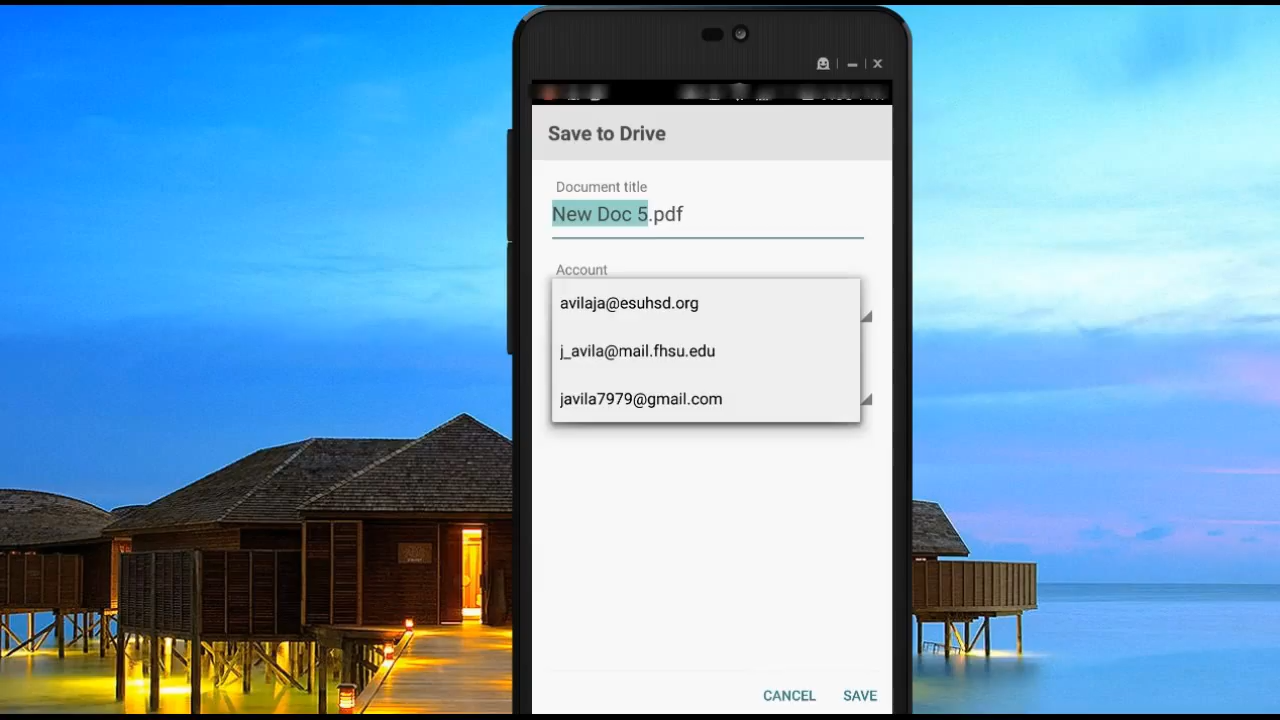 Save to Drive
Document title
New Doc 5.pdf
Account
avilaja@esuhsd.org
j_avila@mail.fhsu.edu
javila7979@gmail.com
CANCEL
SAVE